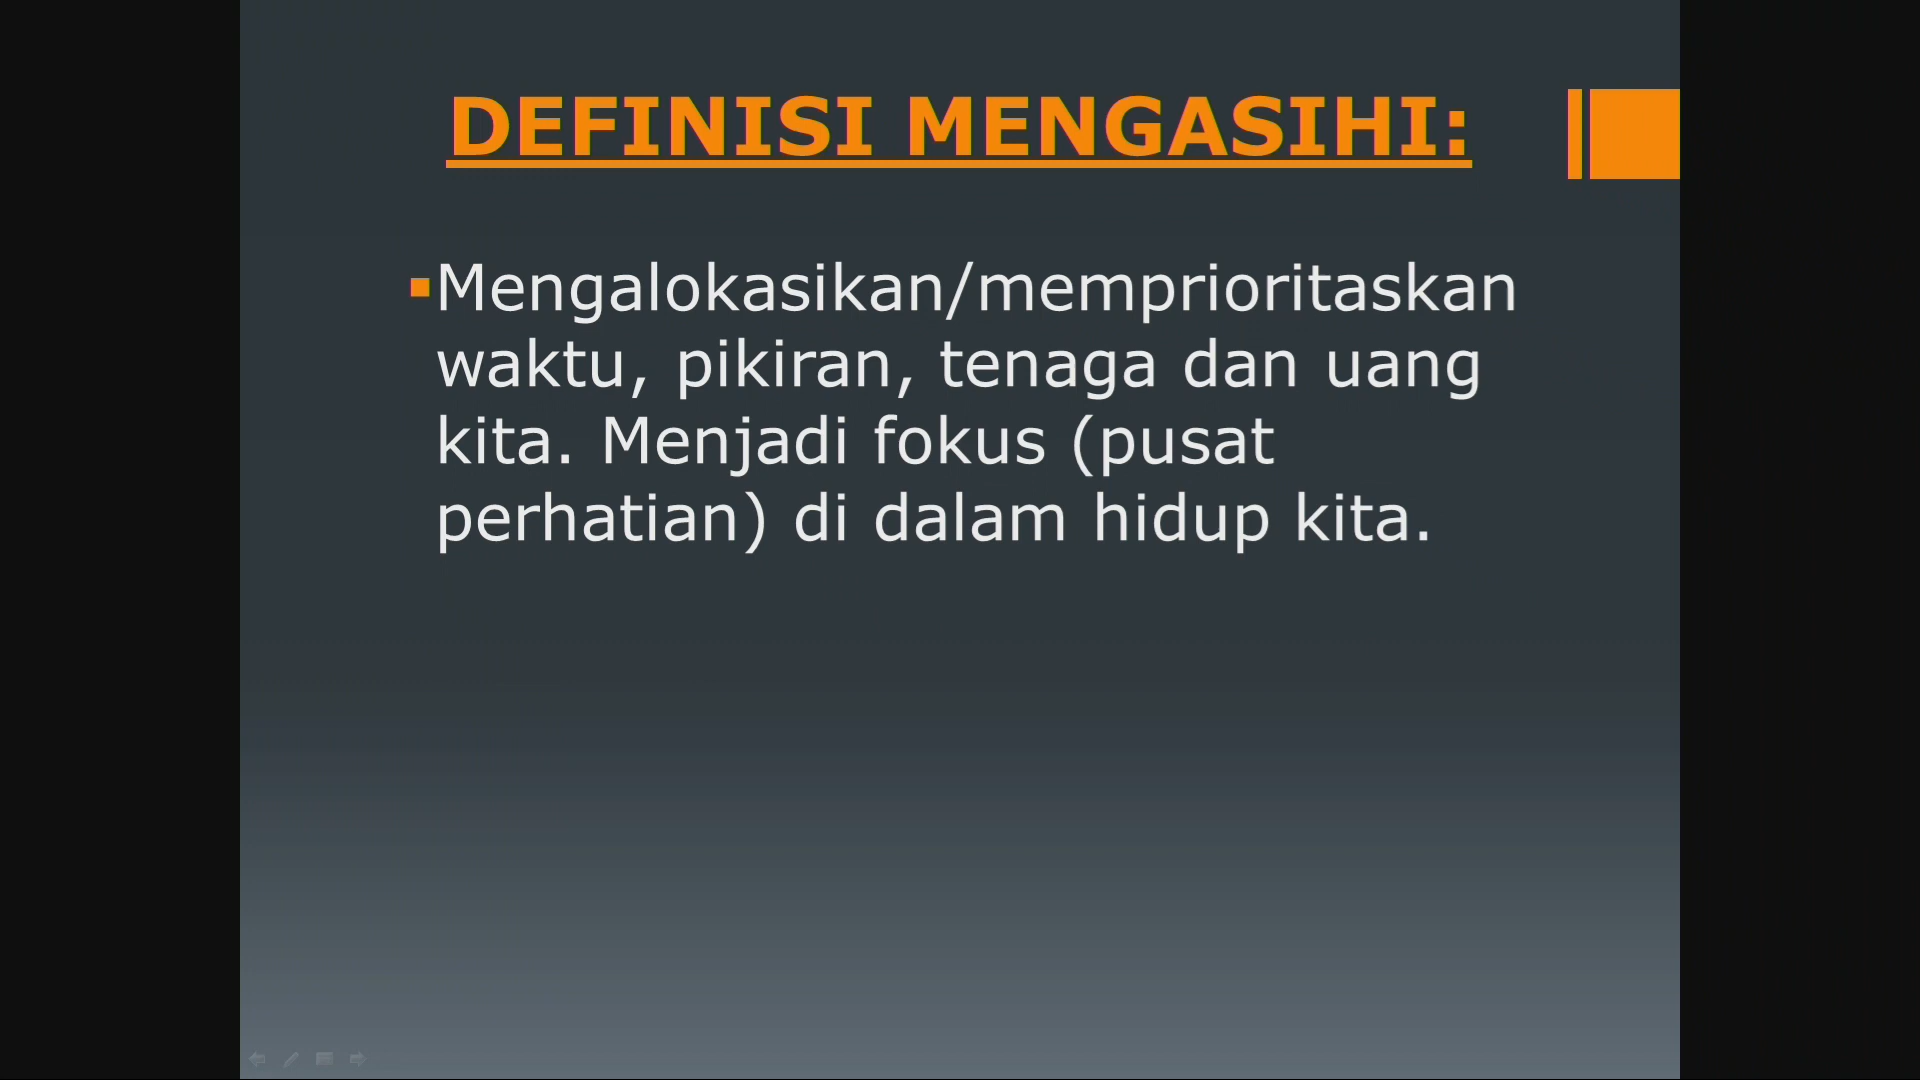 DEFINISI MENGASIHI:
▪Mengalokasikan/memprioritaskan
waktu, pikiran, tenaga dan uang
kita. Menjadi fokus (pusat
perhatian) di dalam hidup kita.